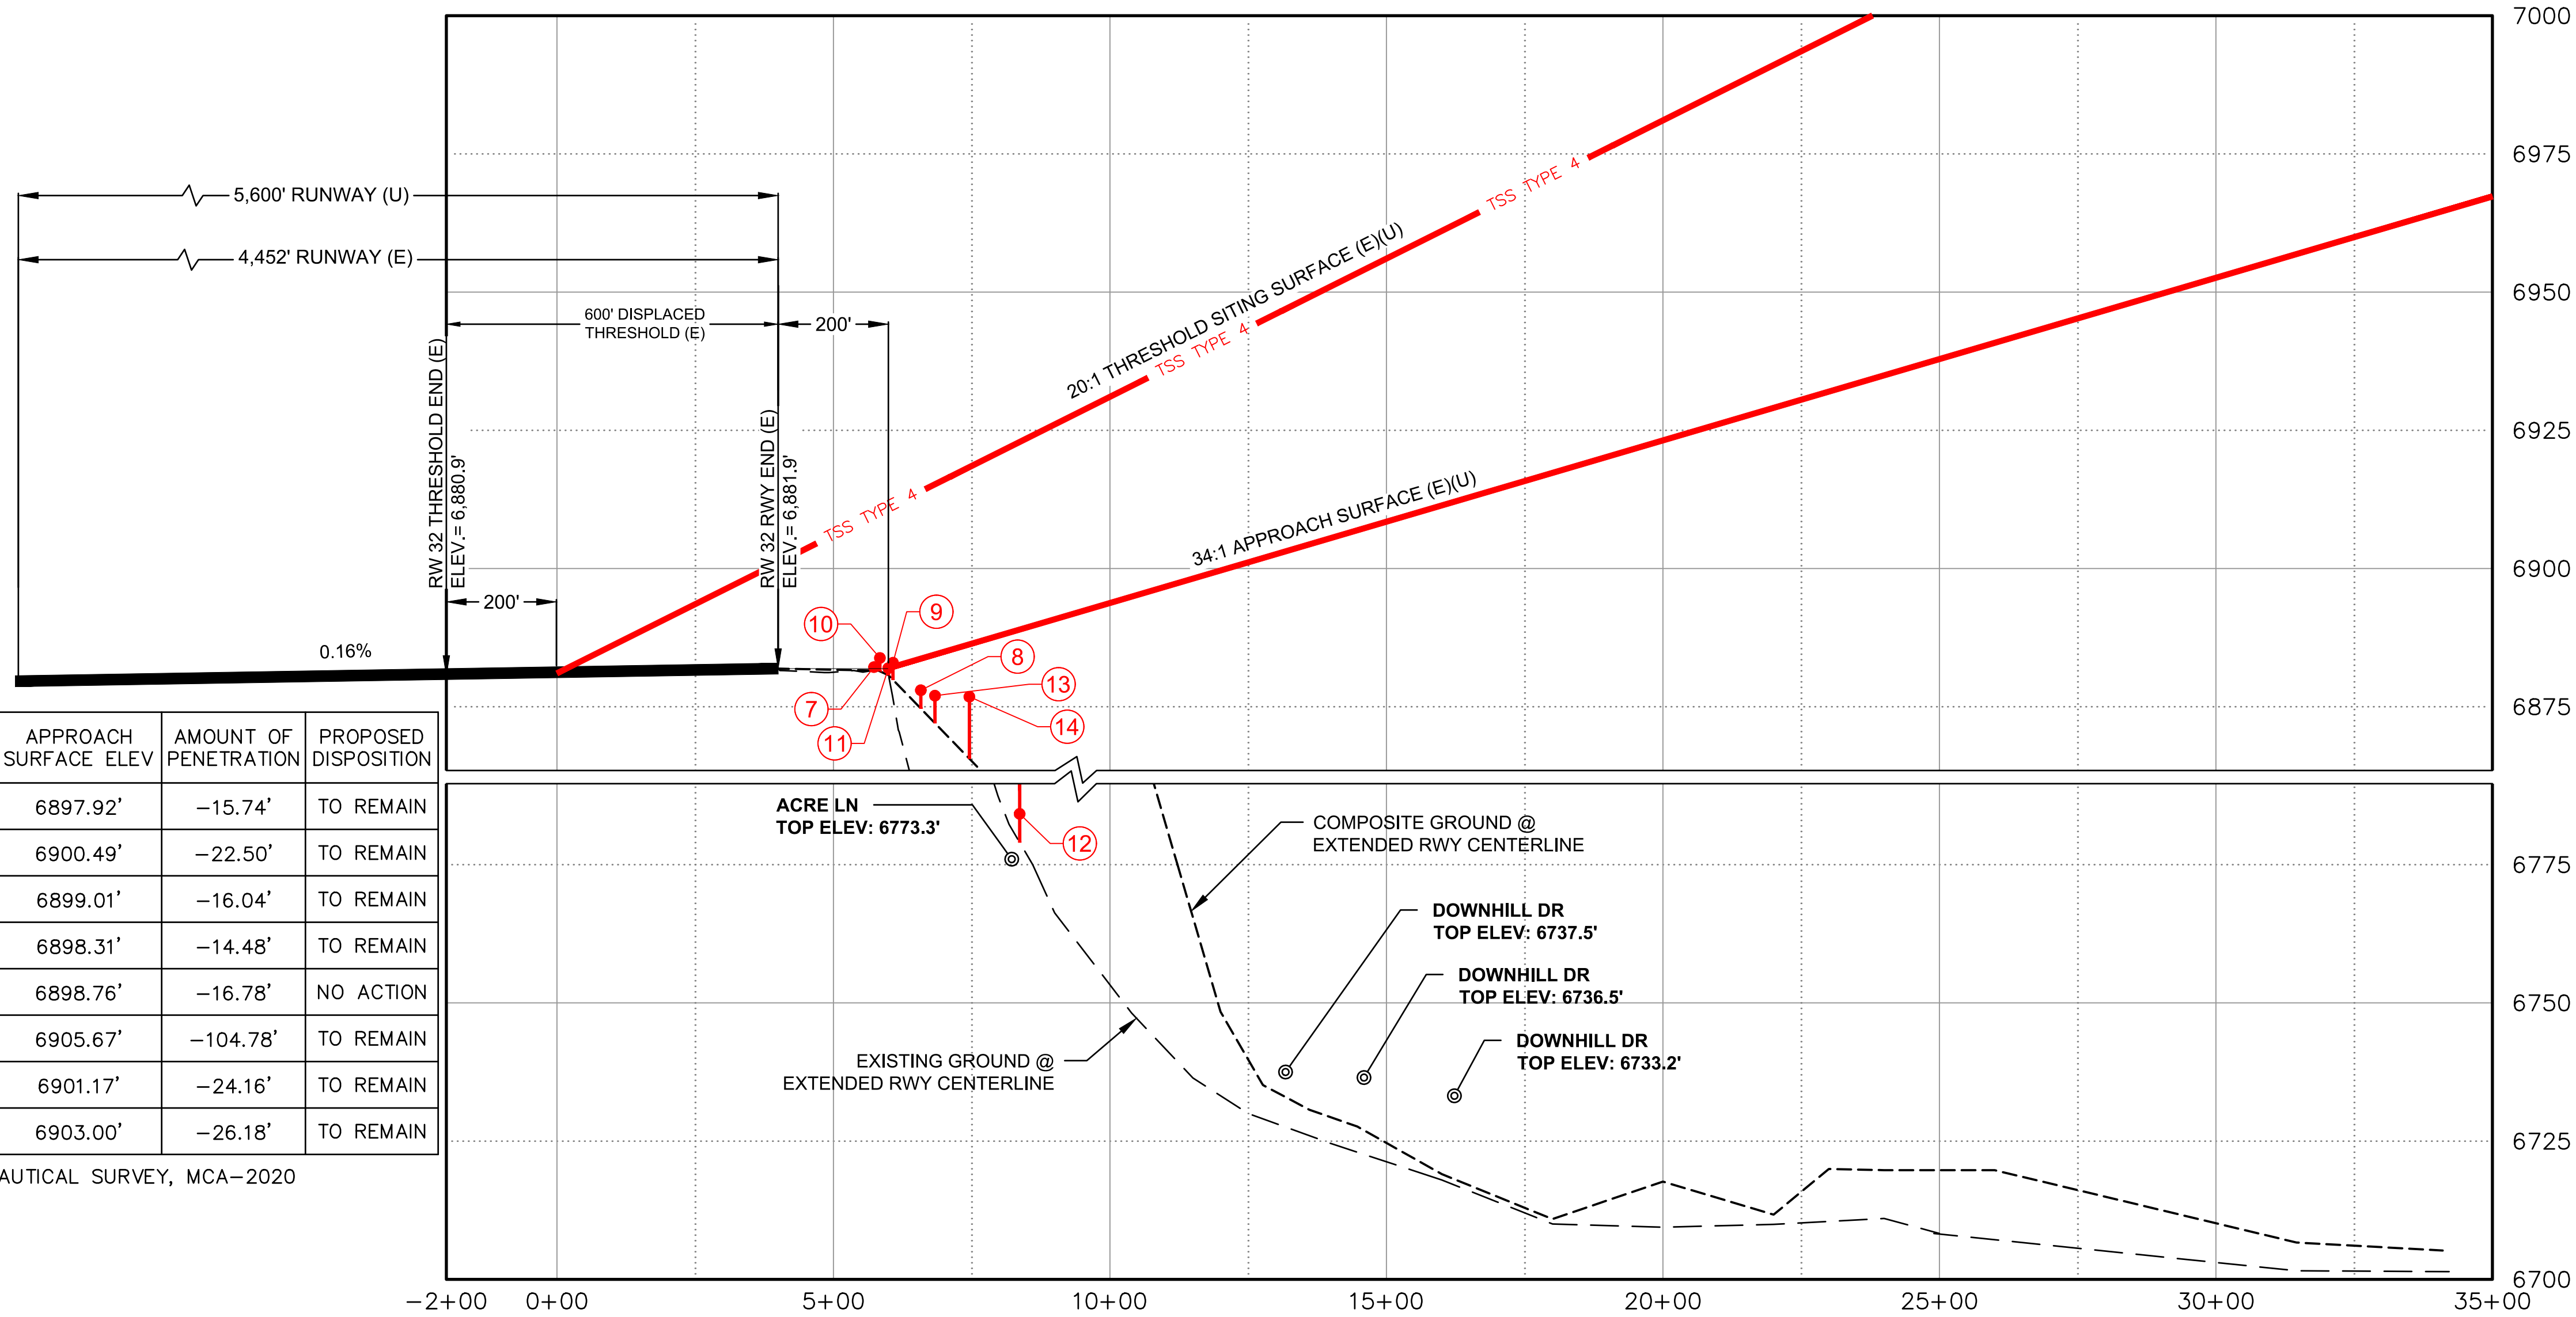 7000
6975
6950
6925
6900
6875
5,600' RUNWAY (U)
4,452' RUNWAY (E)
600' DISPLACED
THRESHOLD (E)
200'
RW 32 THRESHOLD END (E)
ELEV.= 6,880.9'
RW 32 RWY END (E)
ELEV.= 6,881.9'
200'
0.16%
TSS TYPE 4
TSS TYPE 4
TSS TYPE 4
20:1 THRESHOLD SITING SURFACE (E)(U)
34:1 APPROACH SURFACE (E)(U)
10
9
8
7
13
11
14
12
APPROACH SURFACE ELEV AMOUNT OF PENETRATION PROPOSED DISPOSITION
6897.92' -15.74' TO REMAIN
6900.49' -22.50' TO REMAIN
6899.01' -16.04' TO REMAIN
6898.31' -14.48' TO REMAIN
6898.76' -16.78' NO ACTION
6905.67' -104.78' TO REMAIN
6901.17' -24.16' TO REMAIN
6903.00' -26.18' TO REMAIN
AUTICAL SURVEY, MCA-2020
ACRE LN
TOP ELEV: 6773.3'
COMPOSITE GROUND @
EXTENDED RWY CENTERLINE
DOWNHILL DR
TOP ELEV: 6737.5'
DOWNHILL DR
TOP ELEV: 6736.5'
DOWNHILL DR
TOP ELEV: 6733.2'
EXISTING GROUND @
EXTENDED RWY CENTERLINE
6775
6750
6725
6700
-2+00 0+00 5+00 10+00 15+00 20+00 25+00 30+00 35+00